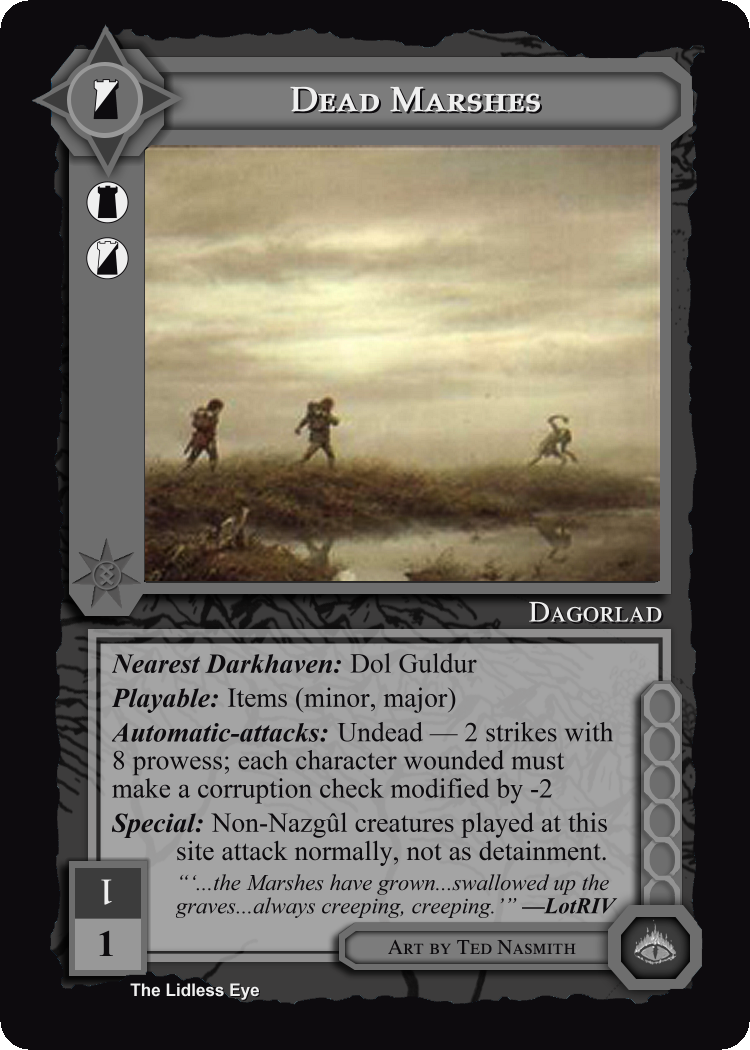 Dead Marshes
Dagorlad
Nearest Darkhaven: Dol Guldur
Playable: Items (minor, major)
Automatic-attacks: Undead — 2 strikes with
8 prowess; each character wounded must
make a corruption check modified by -2
Special: Non-Nazgûl creatures played at this
site attack normally, not as detainment.
“‘...the Marshes have grown...swallowed up the
graves...always creeping, creeping.’” —LotRIV
1
1
Art by Ted Nasmith
The Lidless Eye